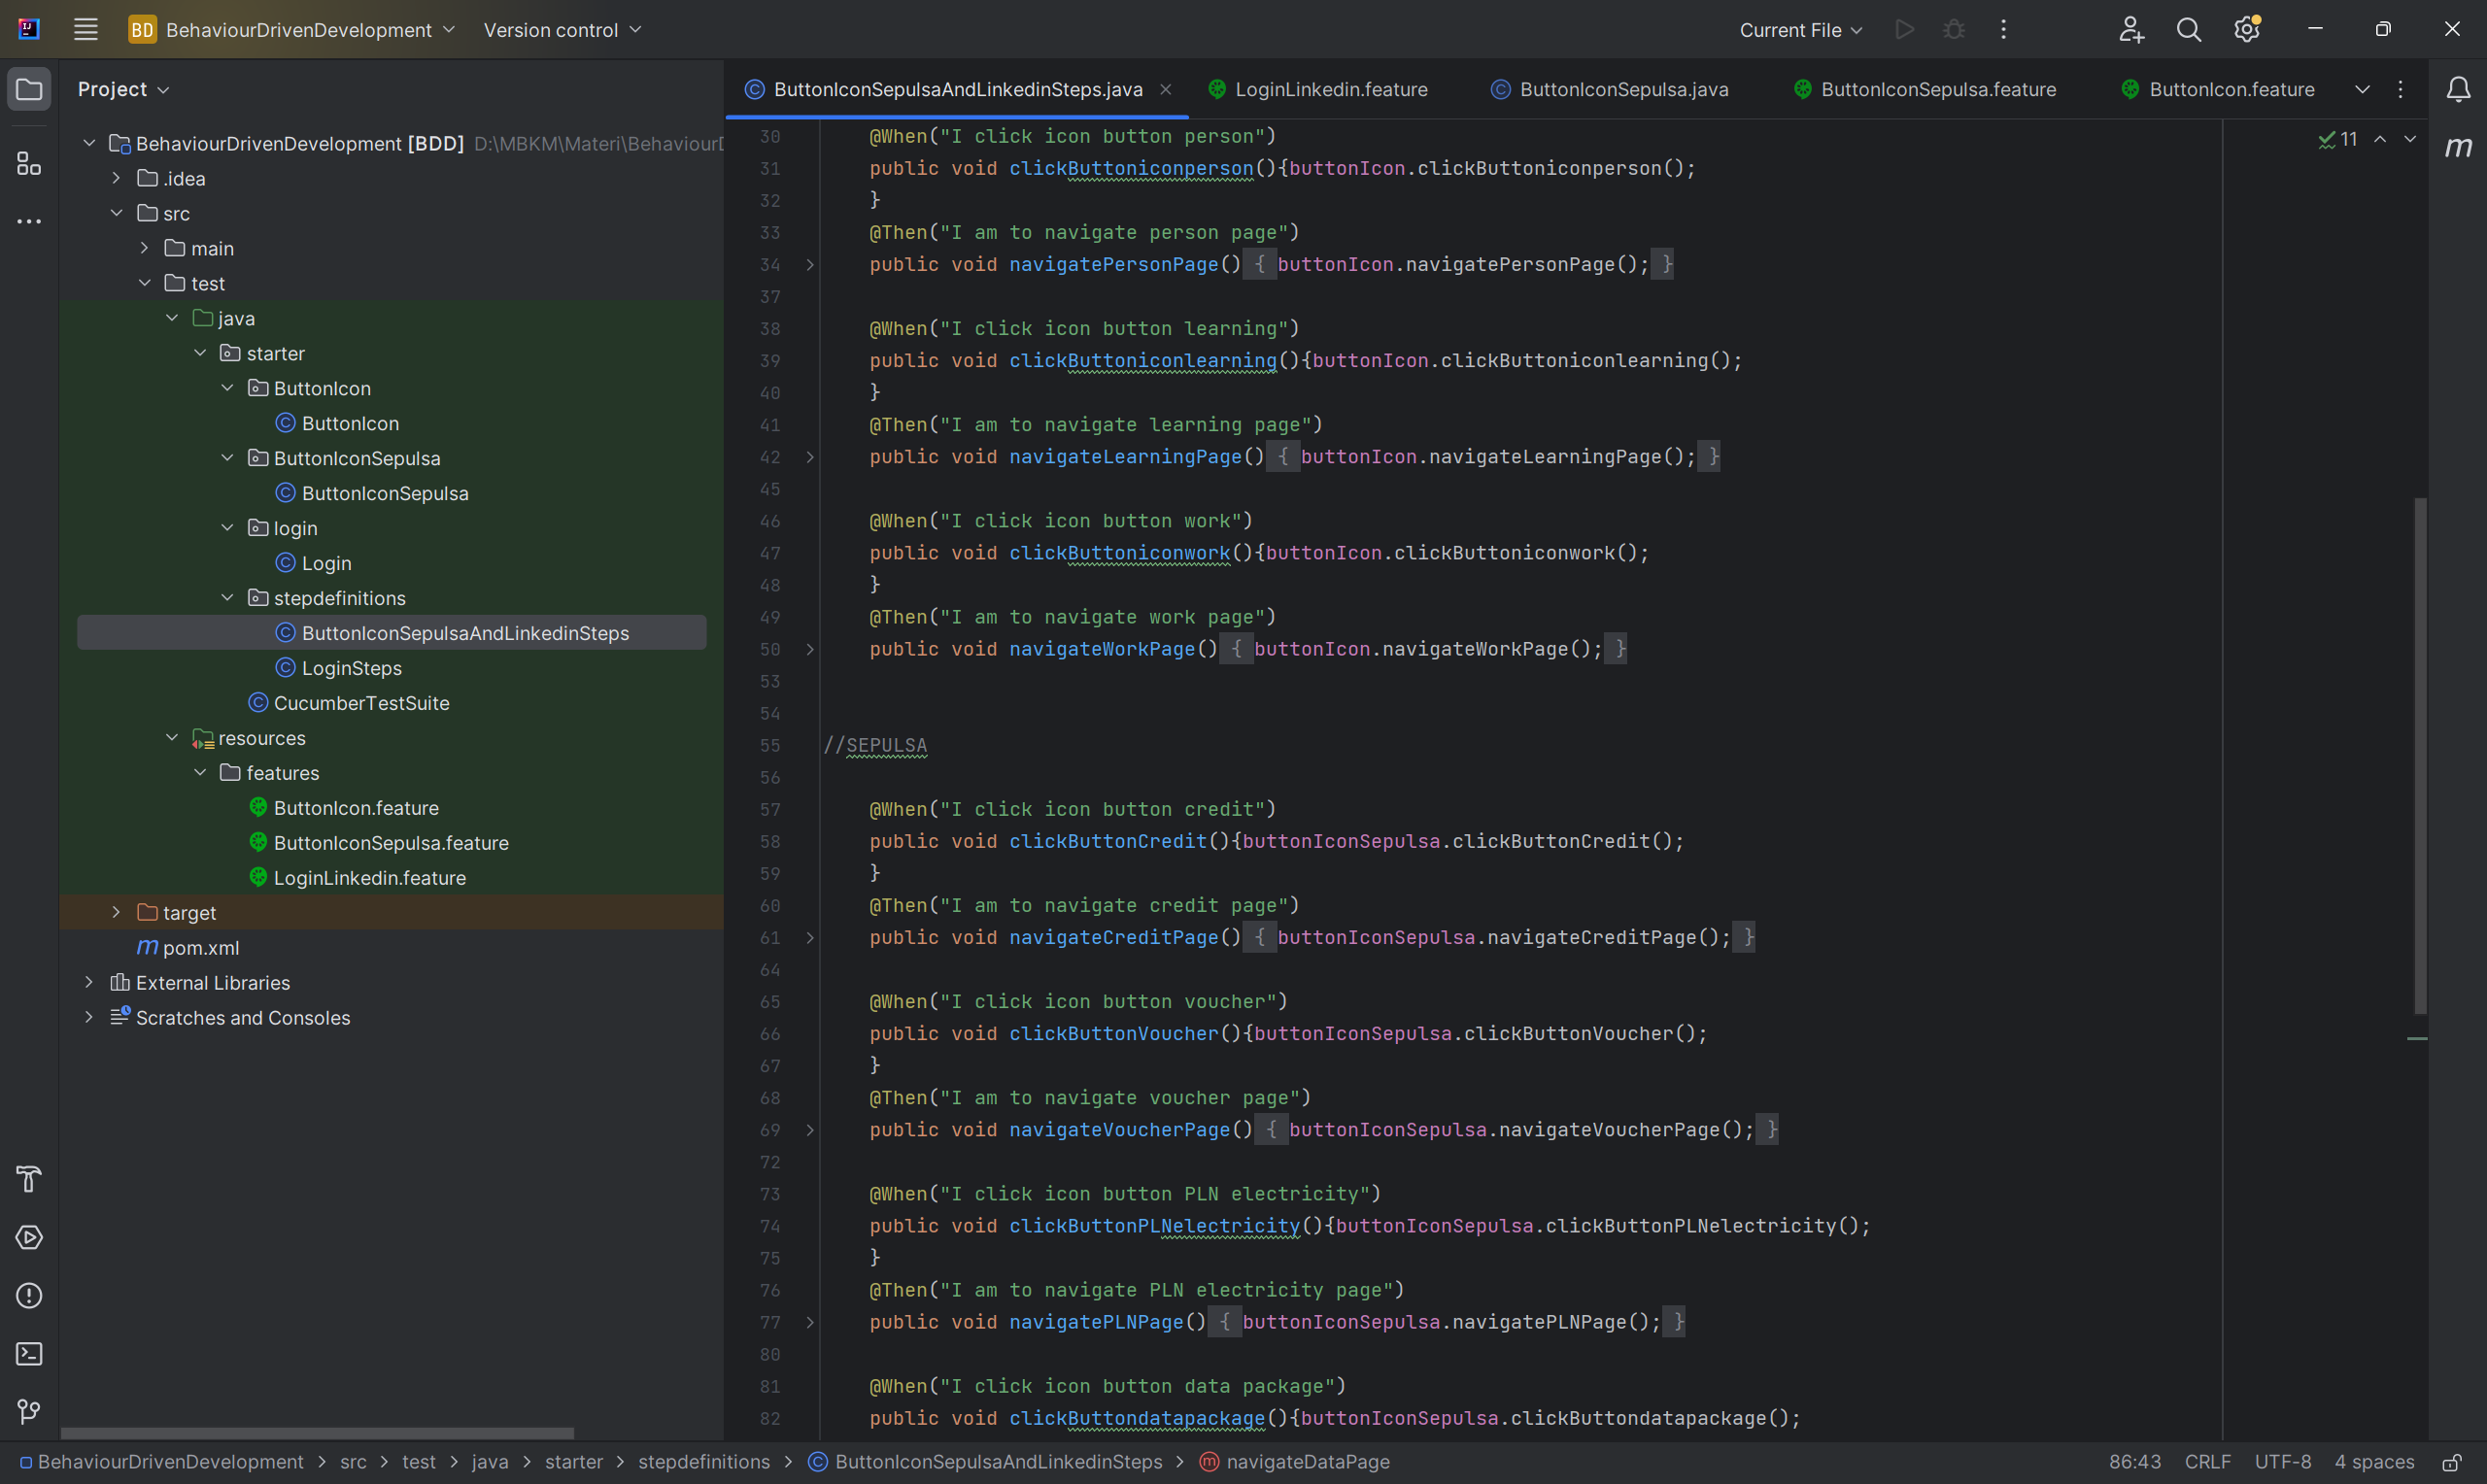 BD BehaviourDrivenDevelopment Version control Current File
Project
ButtonIconSepulsaAndLinkedinSteps.java LoginLinkedin.feature ButtonIconSepulsa.java ButtonIconSepulsa.feature ButtonIcon.feature
BehaviourDrivenDevelopment [BDD] D:\MBKM\Materi\Behaviour
.idea
src
main
test
java
starter
ButtonIcon
ButtonIcon
ButtonIconSepulsa
ButtonIconSepulsa
login
Login
stepdefinitions
ButtonIconSepulsaAndLinkedinSteps
LoginSteps
CucumberTestSuite
resources
features
ButtonIcon.feature
ButtonIconSepulsa.feature
LoginLinkedin.feature
target
m pom.xml
External Libraries
Scratches and Consoles
11
m
30 @When("I click icon button person")
31 public void clickButtoniconperson(){buttonIcon.clickButtoniconperson();
32 }
33 @Then("I am to navigate person page")
34 public void navigatePersonPage() { buttonIcon.navigatePersonPage(); }
37
38 @When("I click icon button learning")
39 public void clickButtoniconlearning(){buttonIcon.clickButtoniconlearning();
40 }
41 @Then("I am to navigate learning page")
42 public void navigateLearningPage() { buttonIcon.navigateLearningPage(); }
45
46 @When("I click icon button work")
47 public void clickButtoniconwork(){buttonIcon.clickButtoniconwork();
48 }
49 @Then("I am to navigate work page")
50 public void navigateWorkPage() { buttonIcon.navigateWorkPage(); }
53
54
55 //SEPULSA
56
57 @When("I click icon button credit")
58 public void clickButtonCredit(){buttonIconSepulsa.clickButtonCredit();
59 }
60 @Then("I am to navigate credit page")
61 public void navigateCreditPage() { buttonIconSepulsa.navigateCreditPage(); }
64
65 @When("I click icon button voucher")
66 public void clickButtonVoucher(){buttonIconSepulsa.clickButtonVoucher();
67 }
68 @Then("I am to navigate voucher page")
69 public void navigateVoucherPage() { buttonIconSepulsa.navigateVoucherPage(); }
72
73 @When("I click icon button PLN electricity")
74 public void clickButtonPLNelectricity(){buttonIconSepulsa.clickButtonPLNelectricity();
75 }
76 @Then("I am to navigate PLN electricity page")
77 public void navigatePLNPage() { buttonIconSepulsa.navigatePLNPage(); }
80
81 @When("I click icon button data package")
82 public void clickButtondatapackage(){buttonIconSepulsa.clickButtondatapackage();
BehaviourDrivenDevelopment > src > test > java > starter > stepdefinitions > ButtonIconSepulsaAndLinkedinSteps > navigateDataPage 86:43 CRLF UTF-8 4 spaces